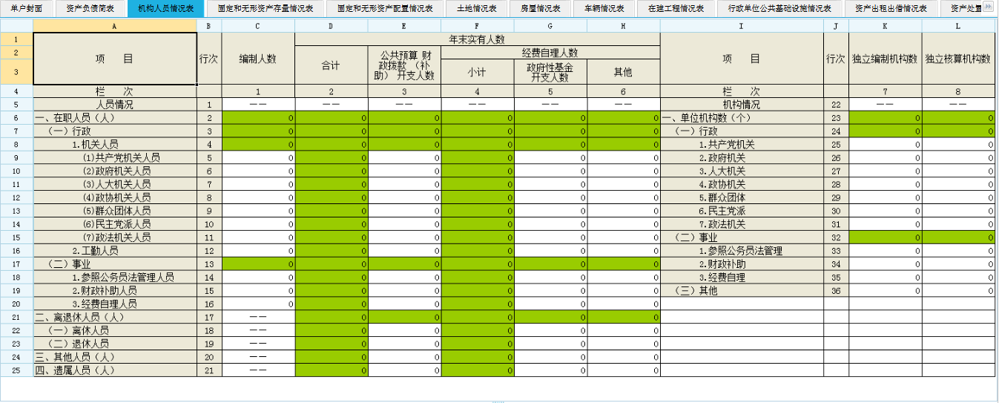 单户封面 资产负债简表 机构人员情况表 固定和无形资产存量情况表 固定和无形资产配置情况表 土地情况表 房屋情况表 车辆情况表 在建工程情况表 行政单位公共基础设施情况表 资产出租出借情况表 资产处置
A B C D E F G H I J K L
1 项 目 行次 编制人数 年末实有人数 项 目 行次 独立编制机构数 独立核算机构数
2 合计 公共预算 财政拨款 (补助) 开支人数 经费自理人数
3 小计 政府性基金开支人数 其他
4 栏 次 1 2 3 4 5 6 栏 次 7 8
5 人员情况 1 —— —— —— —— —— —— 机构情况 22 —— ——
6 一、在职人员(人) 2 0 0 0 0 0 0 一、单位机构数(个) 23 0 0
7 (一)行政 3 0 0 0 0 0 0 (一)行政 24 0 0
8 1.机关人员 4 0 0 0 0 0 0 1.共产党机关 25 0 0
9 (1)共产党机关人员 5 0 0 0 0 0 0 2.政府机关 26 0 0
10 (2)政府机关人员 6 0 0 0 0 0 0 3.人大机关 27 0 0
11 (3)人大机关人员 7 0 0 0 0 0 0 4.政协机关 28 0 0
12 (4)政协机关人员 8 0 0 0 0 0 0 5.群众团体 29 0 0
13 (5)群众团体人员 9 0 0 0 0 0 0 6.民主党派 30 0 0
14 (6)民主党派人员 10 0 0 0 0 0 0 7.政法机关 31 0 0
15 (7)政法机关人员 11 0 0 0 0 0 0 (二)事业 32 0 0
16 2.工勤人员 12 0 0 0 0 0 0 1.参照公务员法管理 33 0 0
17 (二)事业 13 0 0 0 0 0 0 2.财政补助 34 0 0
18 1.参照公务员法管理人员 14 0 0 0 0 0 0 3.经费自理 35 0 0
19 2.财政补助人员 15 0 0 0 0 0 0 (三)其他 36 0 0
20 3.经费自理人员 16 0 0 0 0 0 0
21 二、离退休人员(人) 17 —— 0 0 0 0 0
22 (一)离休人员 18 —— 0 0 0 0 0
23 (二)退休人员 19 —— 0 0 0 0 0
24 三、其他人员(人) 20 —— 0 0 0 0 0
25 四、遗属人员(人) 21 —— 0 0 0 0 0